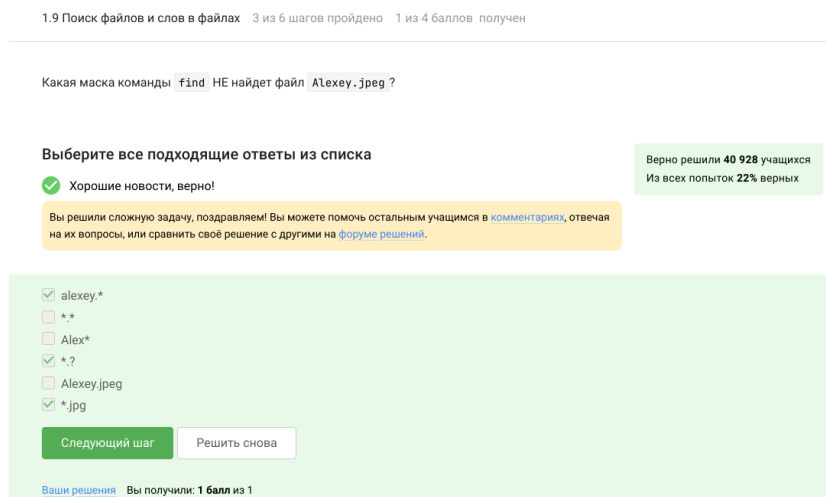 1.9 Поиск файлов и слов в файлах 3 из 6 шагов пройдено 1 из 4 баллов получен
Какая маска команды find НЕ найдет файл Alexey.jpeg ?
Выберите все подходящие ответы из списка
Верно решили 40 928 учащихся
Из всех попыток 22% верных
Хорошие новости, верно!
Вы решили сложную задачу, поздравляем! Вы можете помочь остальным учащимся в комментариях, отвечая
на их вопросы, или сравнить своё решение с другими на форуме решений.
alexey.*
*.*
Alex*
*.?
Alexey.jpeg
*.jpg
Следующий шаг Решить снова
Ваши решения Вы получили: 1 балл из 1